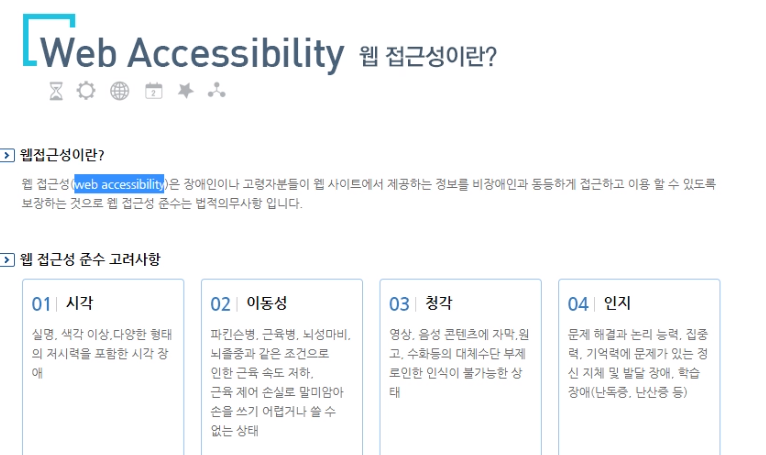 Web Accessibility 웹 접근성이란?
2
웹접근성이란?
웹 접근성(web accessibility)은 장애인이나 고령자분들이 웹 사이트에서 제공하는 정보를 비장애인과 동등하게 접근하고 이용 할 수 있도록
보장하는 것으로 웹 접근성 준수는 법적의무사항 입니다.
웹 접근성 준수 고려사항
01 시각
실명, 색각 이상,다양한 형태
의 저시력을 포함한 시각 장
애
02 이동성
파킨슨병, 근육병, 뇌성마비,
뇌졸중과 같은 조건으로
인한 근육 속도 저하,
근육 제어 손실로 말미암아
손을 쓰기 어렵거나 쓸 수
없는 상태
03 청각
영상, 음성 콘텐츠에 자막,원
고, 수화등의 대체수단 부제
로인한 인식이 불가능한 상
태
04 인지
문제 해결과 논리 능력, 집중
력, 기억력에 문제가 있는 정
신 지체 및 발달 장애, 학습
장애(난독증, 난산증 등)